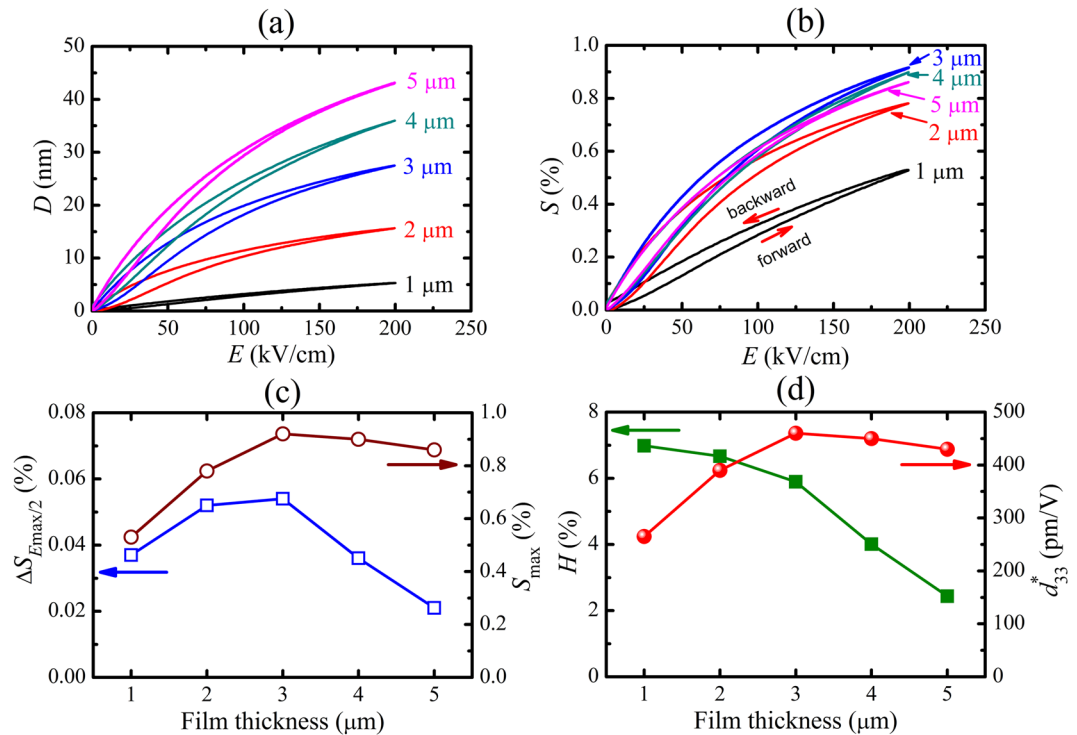 (a)
50
40
30
20
10
0
D (nm)
5 μm
4 μm
3 μm
2 μm
1 μm
0 50 100 150 200 250
E (kV/cm)
(b)
1.0
0.8
0.6
0.4
0.2
0.0
S (%)
3 μm
4 μm
5 μm
2 μm
1 μm
backward
forward
0 50 100 150 200 250
E (kV/cm)
(c)
0.08
0.06
0.04
0.02
0.00
ΔS_Emax/2 (%)
1.0
0.8
0.6
0.4
0.2
0.0
S_max (%)
1 2 3 4 5
Film thickness (μm)
(d)
8
6
4
2
0
H (%)
500
400
300
200
100
0
d*33 (pm/V)
1 2 3 4 5
Film thickness (μm)